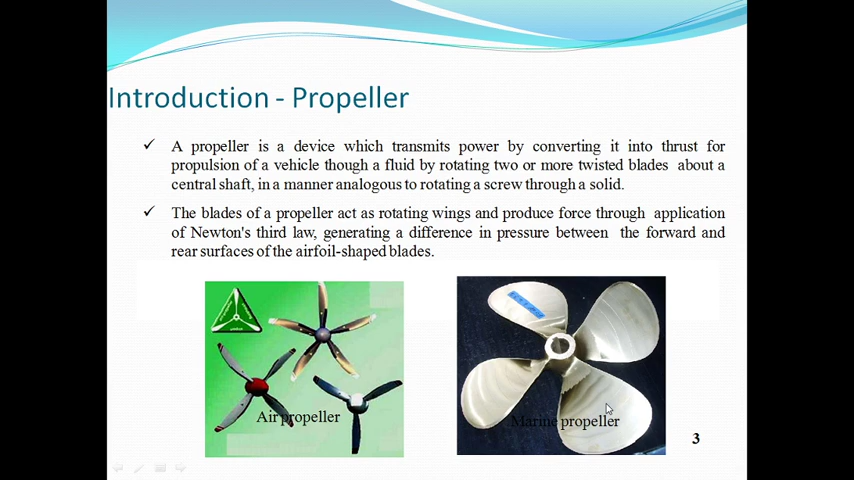 Introduction - Propeller
✓ A propeller is a device which transmits power by converting it into thrust for
propulsion of a vehicle though a fluid by rotating two or more twisted blades about a
central shaft, in a manner analogous to rotating a screw through a solid.
✓ The blades of a propeller act as rotating wings and produce force through application
of Newton's third law, generating a difference in pressure between the forward and
rear surfaces of the airfoil-shaped blades.
Air propeller
Marine propeller
3